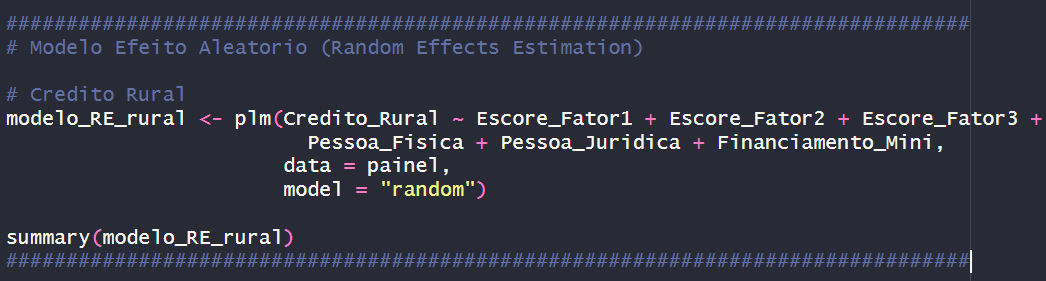 ################################################################################
# Modelo Efeito Aleatorio (Random Effects Estimation)
# Credito Rural
modelo_RE_rural <- plm(Credito_Rural ~ Escore_Fator1 + Escore_Fator2 + Escore_Fator3 +
Pessoa_Fisica + Pessoa_Juridica + Financiamento_Mini,
data = painel,
model = "random")
summary(modelo_RE_rural)
################################################################################